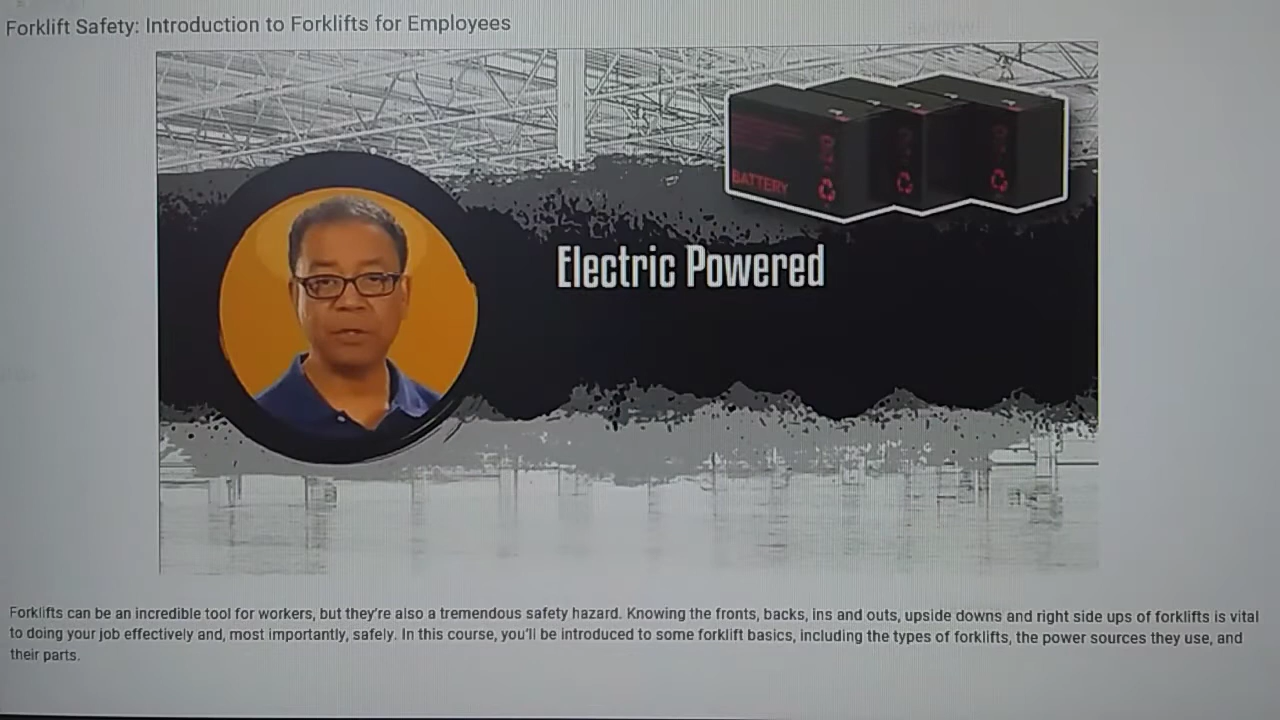 Forklift Safety: Introduction to Forklifts for Employees
BATTERY
Electric Powered
Forklifts can be an incredible tool for workers, but they're also a tremendous safety hazard. Knowing the fronts, backs, ins and outs, upside downs and right side ups of forklifts is vital
to doing your job effectively and, most importantly, safely. In this course, you'll be introduced to some forklift basics, including the types of forklifts, the power sources they use, and
their parts.